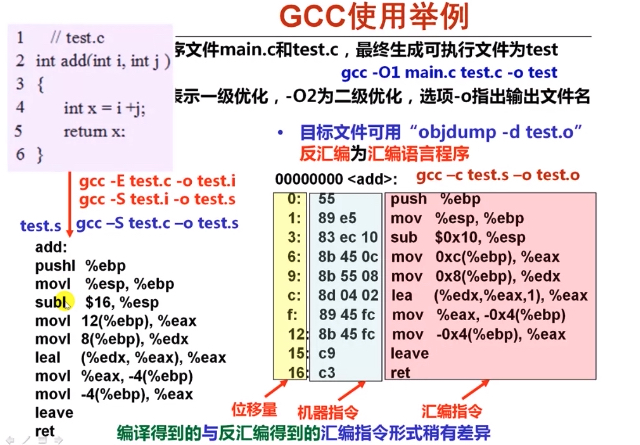 GCC使用举例
1 // test.c
2 int add(int i, int j )
3 {
4 int x = i +j;
5 return x;
6 }
序文件main.c和test.c，最终生成可执行文件为test
gcc -O1 main.c test.c -o test
表示一级优化，-O2为二级优化，选项-o指出输出文件名
• 目标文件可用“objdump -d test.o”
反汇编为汇编语言程序
gcc -E test.c -o test.i
gcc -S test.i -o test.s
test.s gcc –S test.c –o test.s
add:
pushl %ebp
movl %esp, %ebp
subl $16, %esp
movl 12(%ebp), %eax
movl 8(%ebp), %edx
leal (%edx, %eax), %eax
movl %eax, -4(%ebp)
movl -4(%ebp), %eax
leave
ret
00000000 <add>: gcc –c test.s –o test.o
0: 55 push %ebp
1: 89 e5 mov %esp, %ebp
3: 83 ec 10 sub $0x10, %esp
6: 8b 45 0c mov 0xc(%ebp), %eax
9: 8b 55 08 mov 0x8(%ebp), %edx
c: 8d 04 02 lea (%edx,%eax,1), %eax
f: 89 45 fc mov %eax, -0x4(%ebp)
12: 8b 45 fc mov -0x4(%ebp), %eax
15: c9 leave
16: c3 ret
位移量 机器指令 汇编指令
编译得到的与反汇编得到的汇编指令形式稍有差异